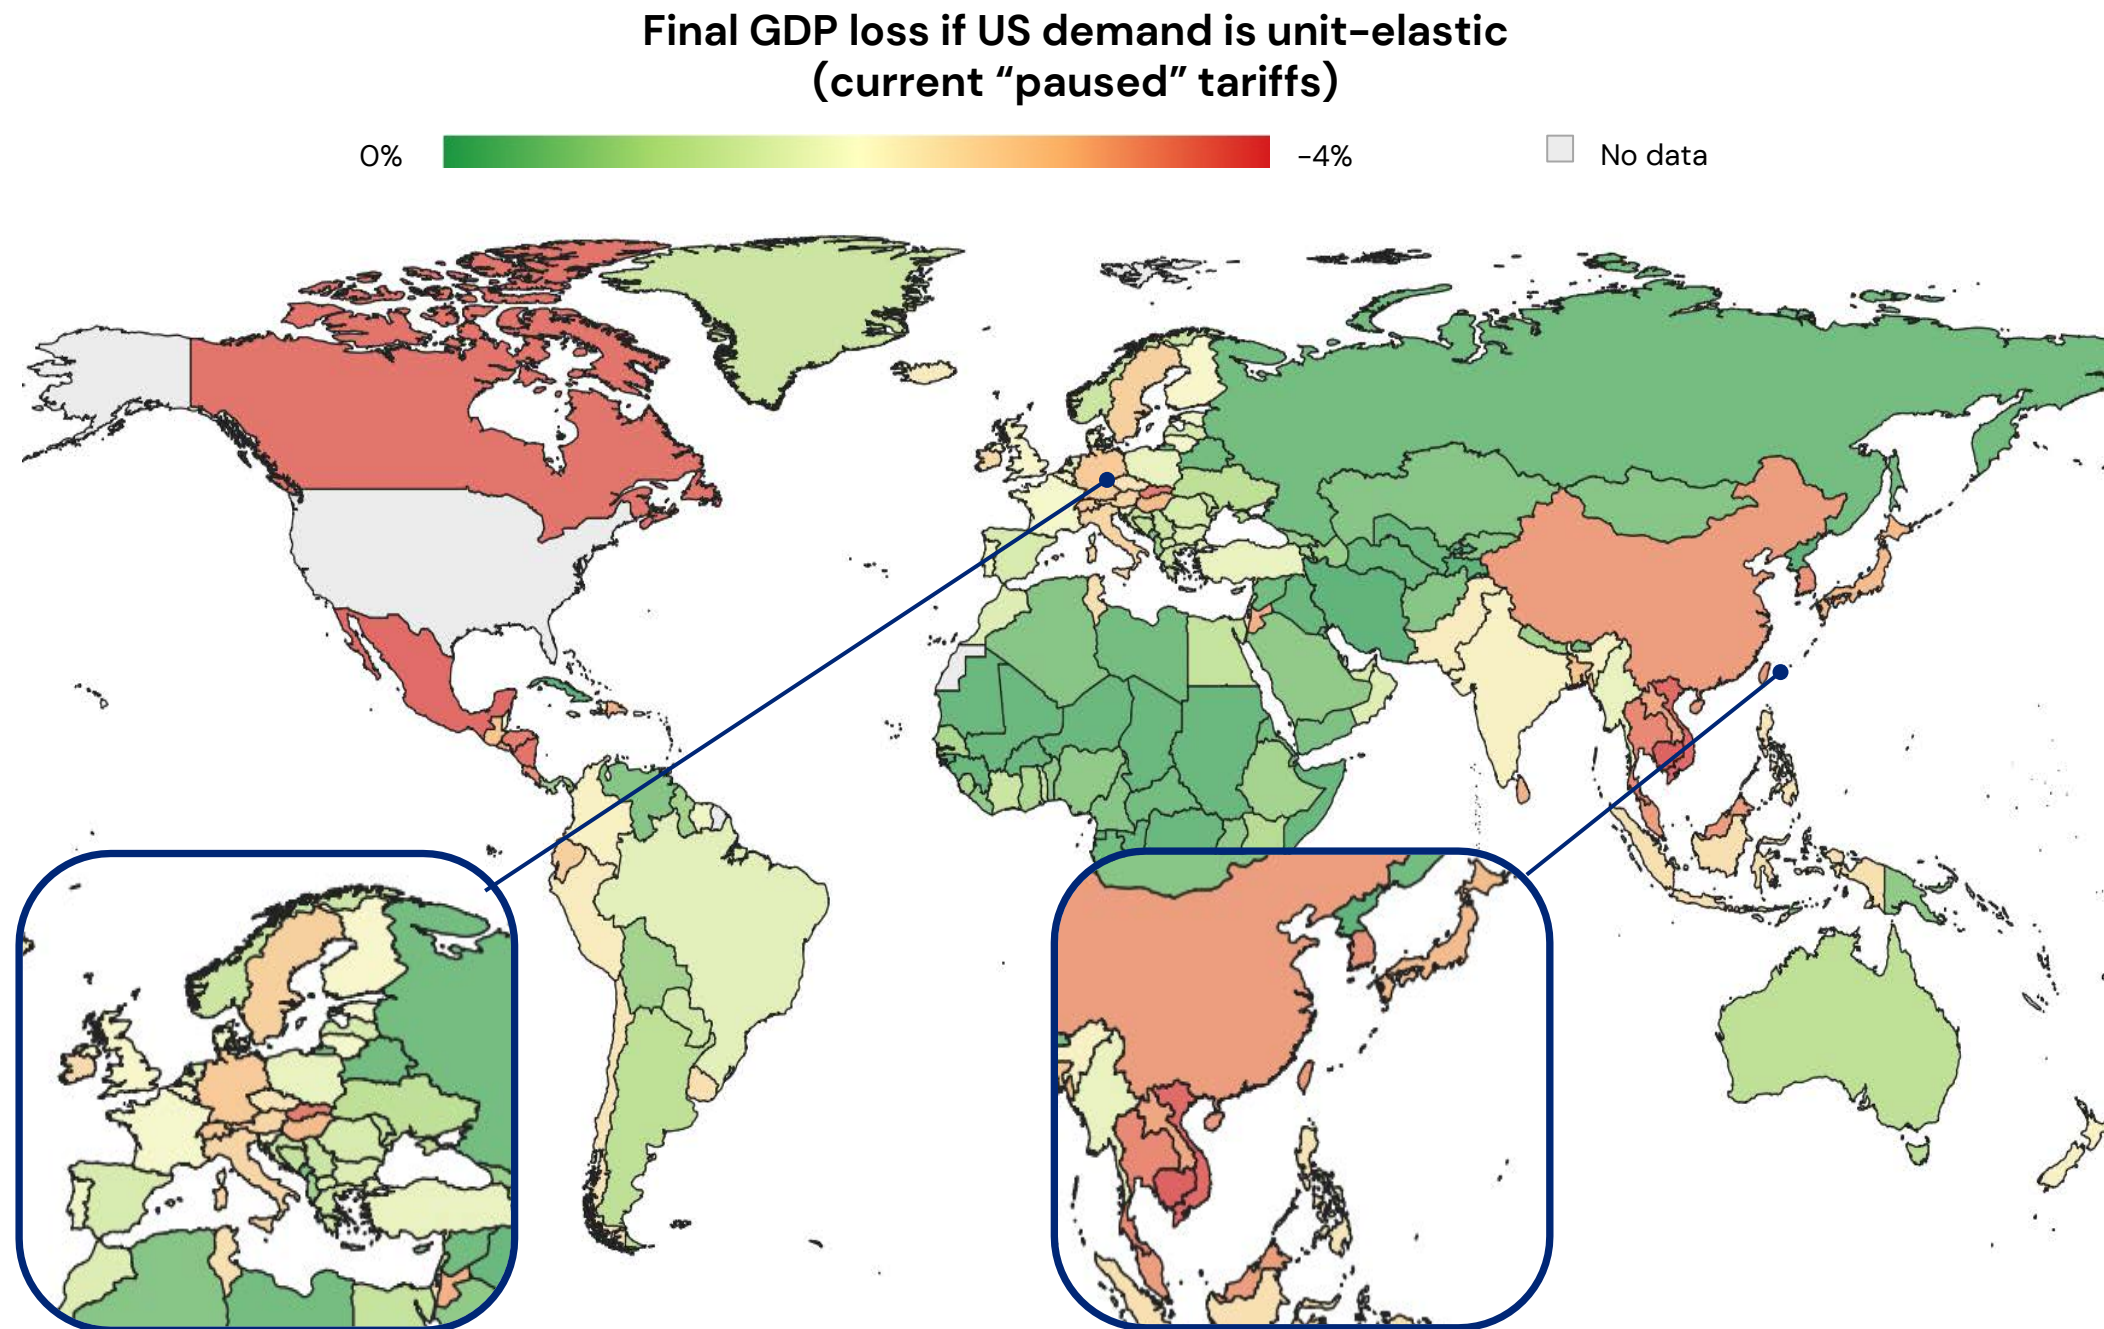 Final GDP loss if US demand is unit-elastic
(current “paused” tariffs)
0%
-4%
No data